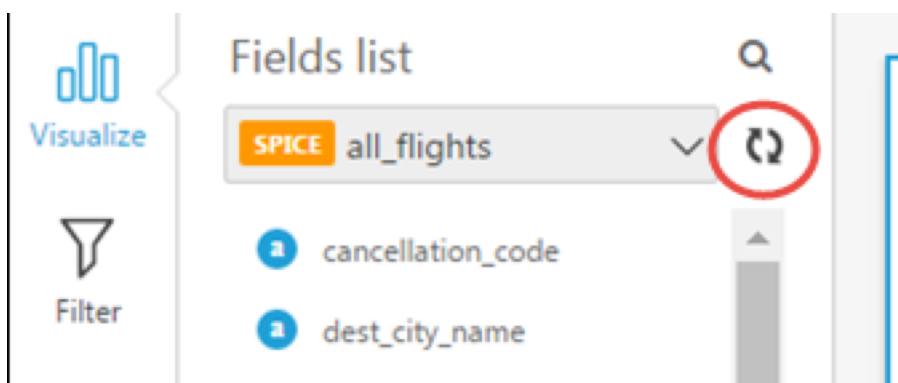 Fields list
Visualize
SPICE all_flights
a cancellation_code
Filter
a dest_city_name